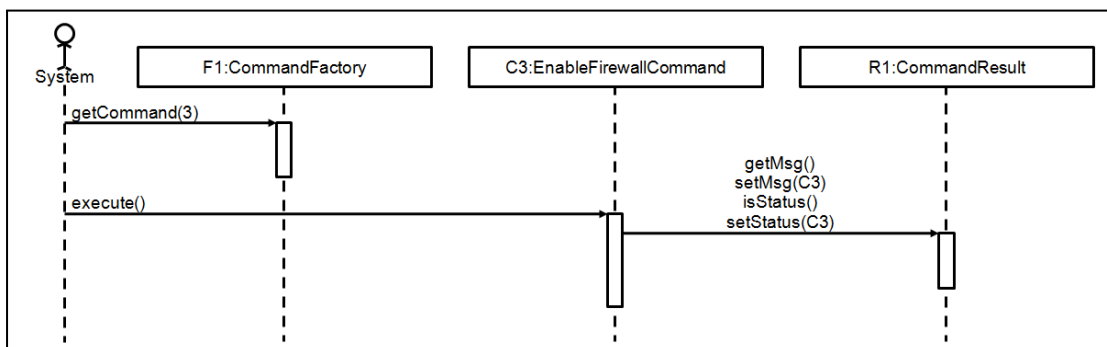 System
F1:CommandFactory
C3:EnableFirewallCommand
R1:CommandResult
getCommand(3)
execute()
getMsg()
setMsg(C3)
isStatus()
setStatus(C3)